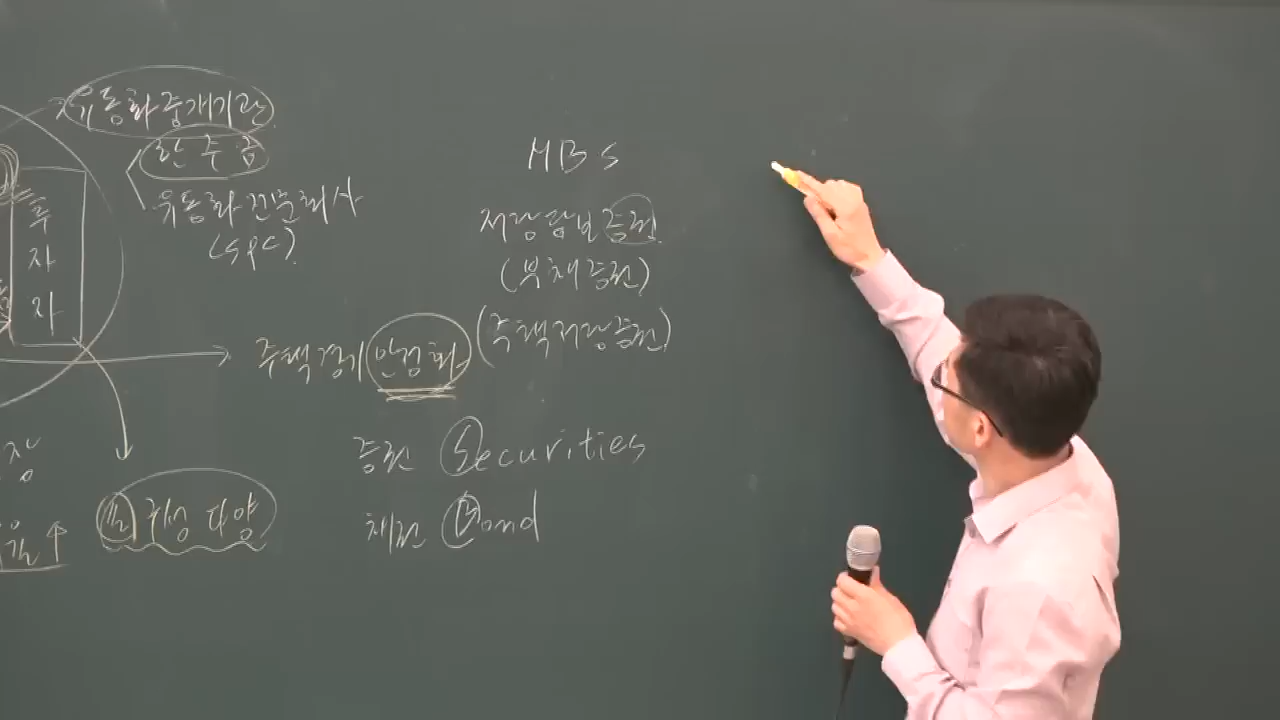 유동화중개기관
한주금
유동화전문회사
(SPC)
투
자
자
MBS
저당담보증권
(부채증권)
(주택저당증권)
주택경기 안정화
증권 Securities
채권 Bond
구성 다양